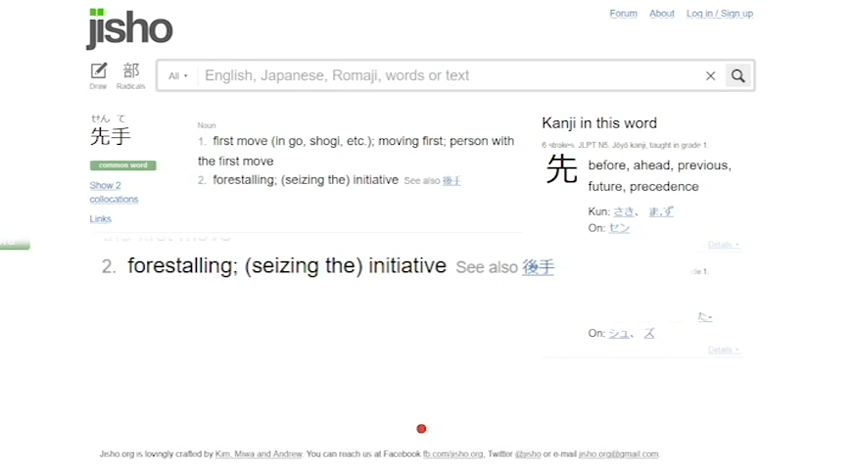 jisho
Forum About Log in / Sign up
Draw
部
Radicals
All
English, Japanese, Romaji, words or text
せん て
先手
common word
Show 2
collocations
Links
Noun
1. first move (in go, shogi, etc.); moving first; person with
the first move
2. forestalling; (seizing the) initiative See also 後手
2. forestalling; (seizing the) initiative See also 後手
Kanji in this word
6 strokes. JLPT N5. Jōyō kanji, taught in grade 1.
先
before, ahead, previous,
future, precedence
Kun: さき、 ま.ず
On: セン
Details
た-
On: シュ、 ズ
Details
Jisho.org is lovingly crafted by Kim, Miwa and Andrew. You can reach us at Facebook fb.com/jisho.org, Twitter @jisho or e-mail jisho.org@gmail.com.